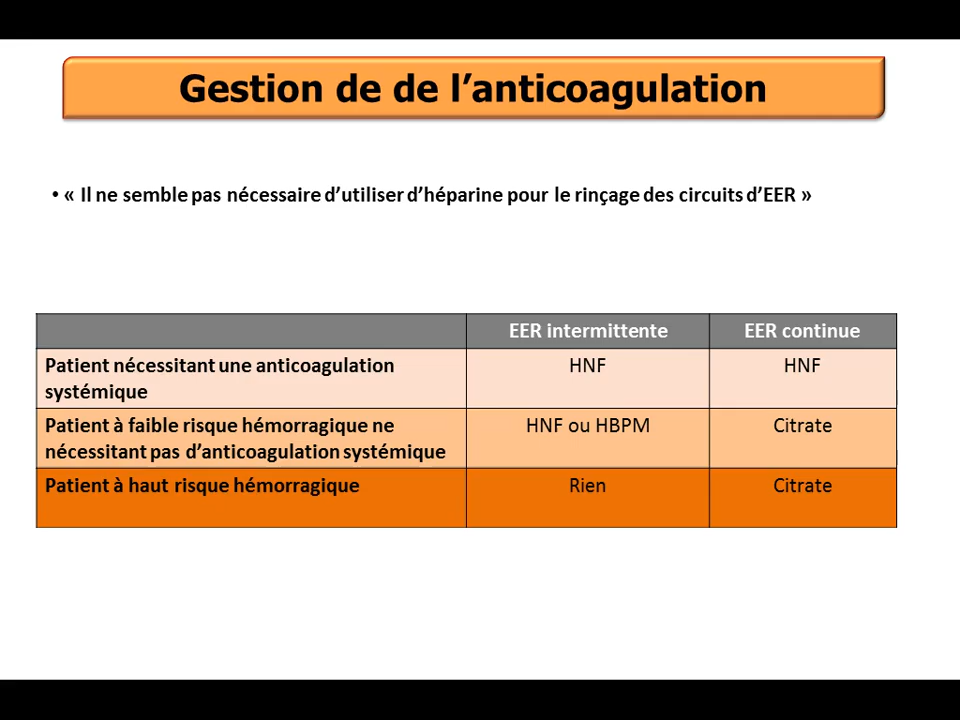 Gestion de de l’anticoagulation
• « Il ne semble pas nécessaire d’utiliser d’héparine pour le rinçage des circuits d’EER »
EER intermittente EER continue
Patient nécessitant une anticoagulation
systémique
HNF HNF
Patient à faible risque hémorragique ne
nécessitant pas d’anticoagulation systémique
HNF ou HBPM Citrate
Patient à haut risque hémorragique Rien Citrate